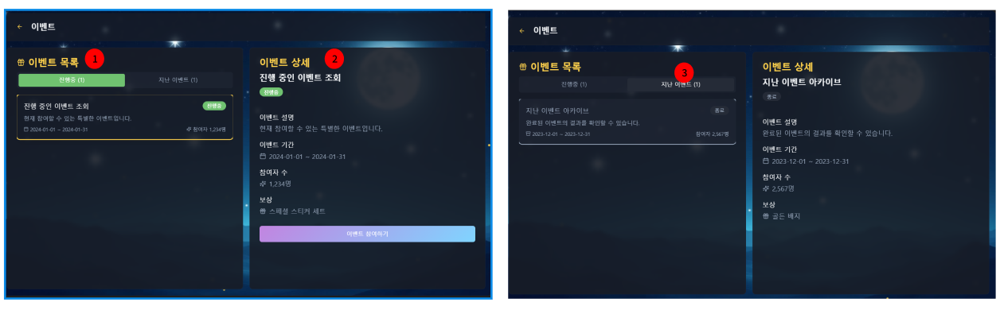 ← 이벤트
이벤트 목록
1
진행중 (1)
지난 이벤트 (1)
진행 중인 이벤트 조회
진행중
현재 참여할 수 있는 특별한 이벤트입니다.
2024-01-01 ~ 2024-01-31
참여자 1,234명
이벤트 상세
2
진행 중인 이벤트 조회
진행중
이벤트 설명
현재 참여할 수 있는 특별한 이벤트입니다.
이벤트 기간
2024-01-01 ~ 2024-01-31
참여자 수
1,234명
보상
스페셜 스티커 세트
이벤트 참여하기
← 이벤트
이벤트 목록
3
진행중 (1)
지난 이벤트 (1)
지난 이벤트 아카이브
종료
완료된 이벤트의 결과를 확인할 수 있습니다.
2023-12-01 ~ 2023-12-31
참여자 2,567명
이벤트 상세
지난 이벤트 아카이브
종료
이벤트 설명
완료된 이벤트의 결과를 확인할 수 있습니다.
이벤트 기간
2023-12-01 ~ 2023-12-31
참여자 수
2,567명
보상
골든 배지